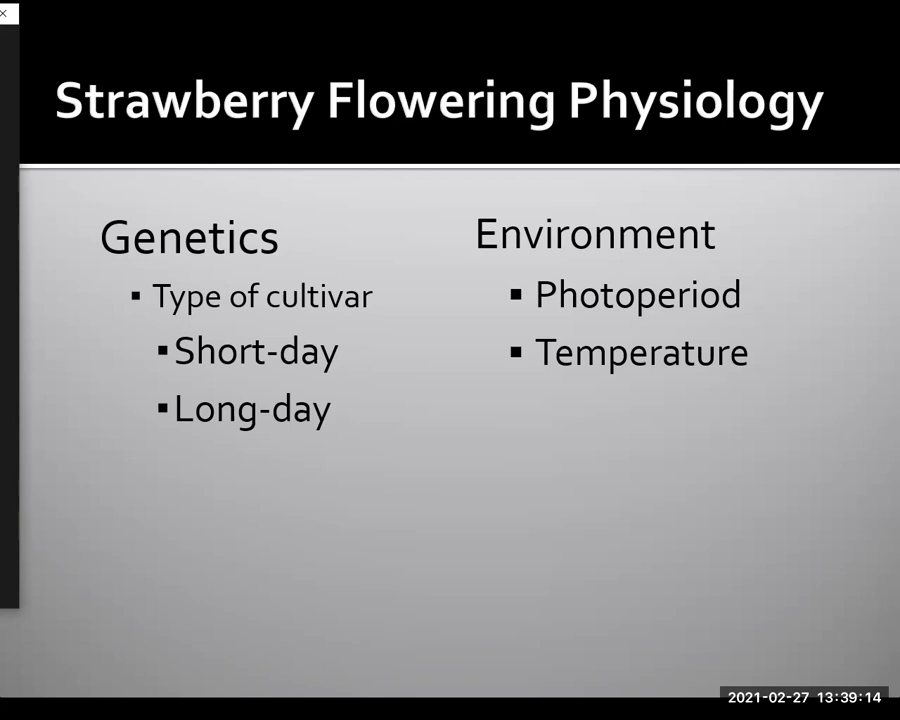 Strawberry Flowering Physiology
Genetics
▪ Type of cultivar
▪ Short-day
▪ Long-day
Environment
▪ Photoperiod
▪ Temperature
2021-02-27 13:39:14